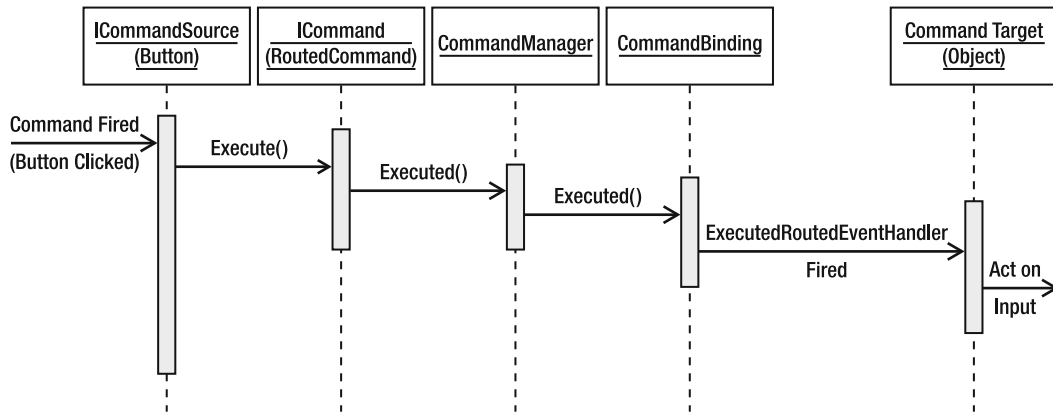 ICommandSource
(Button)
ICommand
(RoutedCommand)
CommandManager
CommandBinding
Command Target
(Object)
Command Fired
(Button Clicked)
Execute()
Executed()
Executed()
ExecutedRoutedEventHandler
Fired
Act on
Input